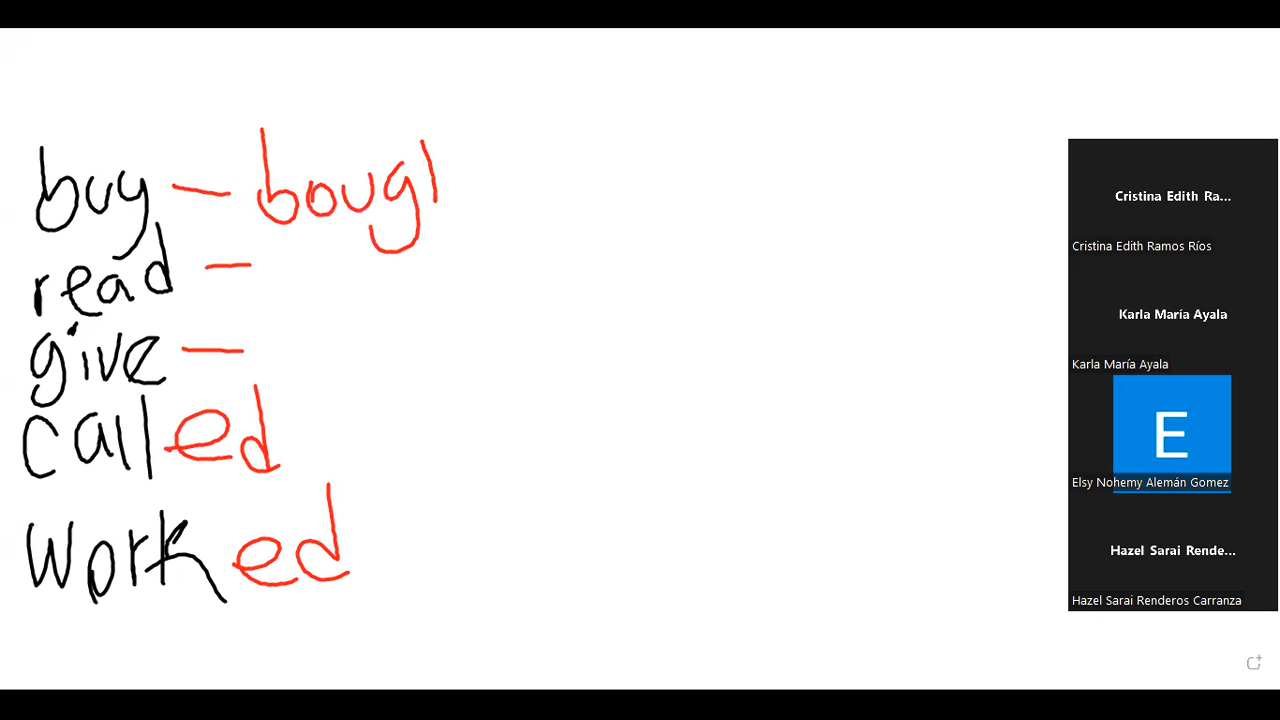 buy - bougl
read -
give -
called
worked
Cristina Edith Ra...
Cristina Edith Ramos Ríos
Karla María Ayala
Karla María Ayala
E
Elsy Nohemy Alemán Gomez
Hazel Sarai Rende...
Hazel Sarai Renderos Carranza